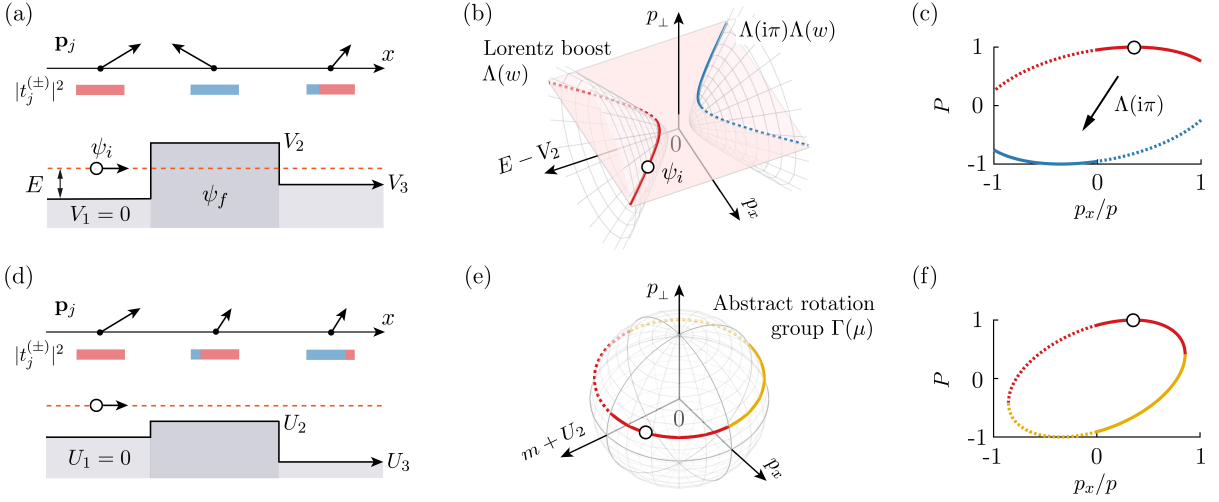 (a)
p_j
x
|t_j^(±)|²
ψ_i
V_2
E
ψ_f
V_3
V_1 = 0
(b)
p_⊥
Lorentz boost
Λ(w)
Λ(iπ)Λ(w)
0
E − V_2
ψ_i
p_x
(c)
1
P
0
Λ(iπ)
-1
-1
0
1
p_x/p
(d)
p_j
x
|t_j^(±)|²
U_2
U_1 = 0
U_3
(e)
p_⊥
Abstract rotation
group Γ(μ)
0
m + U_2
p_x
(f)
1
P
0
-1
-1
0
1
p_x/p